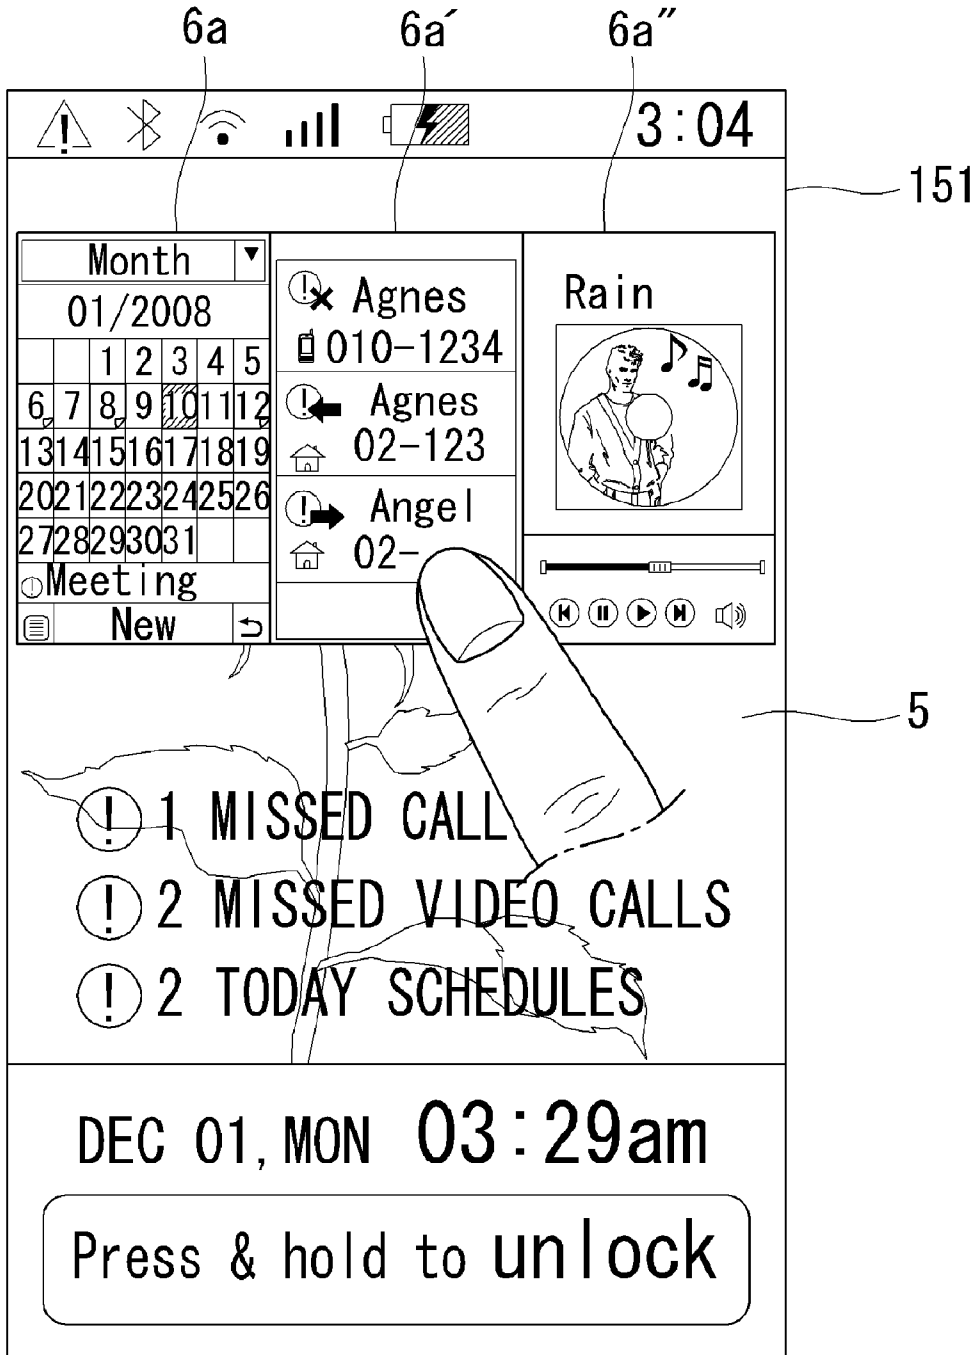 6a 6a′ 6a″
3:04
151
Month ▼
01/2008
1 2 3 4 5
6 7 8 9 10 11 12
13 14 15 16 17 18 19
20 21 22 23 24 25 26
27 28 29 30 31
Meeting
New
Agnes
010-1234
Agnes
02-123
Angel
02-
Rain
5
! 1 MISSED CALL
! 2 MISSED VIDEO CALLS
! 2 TODAY SCHEDULES
DEC 01, MON 03:29am
Press & hold to unlock